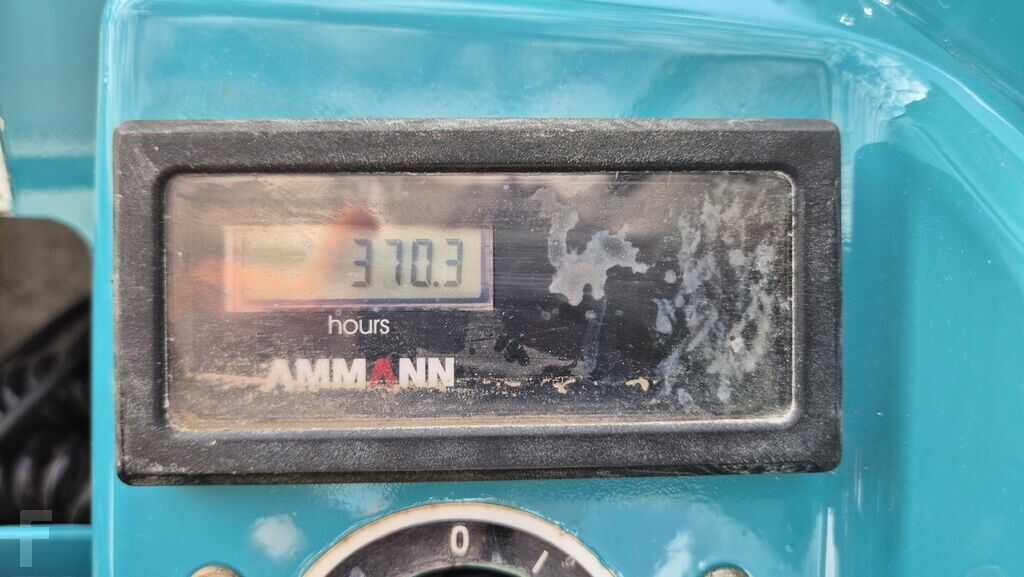 370.3
hours
AMMANN
0
F